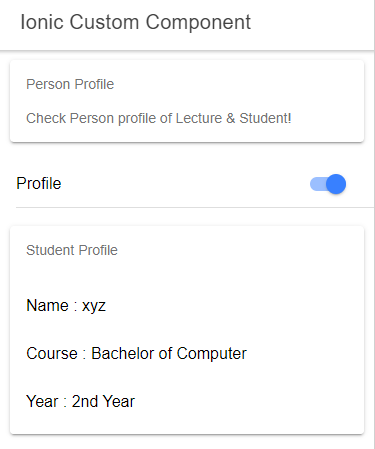 Ionic Custom Component
Person Profile
Check Person profile of Lecture & Student!
Profile
Student Profile
Name : xyz
Course : Bachelor of Computer
Year : 2nd Year